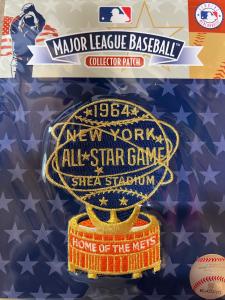 MAJOR LEAGUE BASEBALL
COLLECTOR PATCH
1964
NEW YORK
ALL★STAR GAME
SHEA STADIUM
HOME OF THE METS